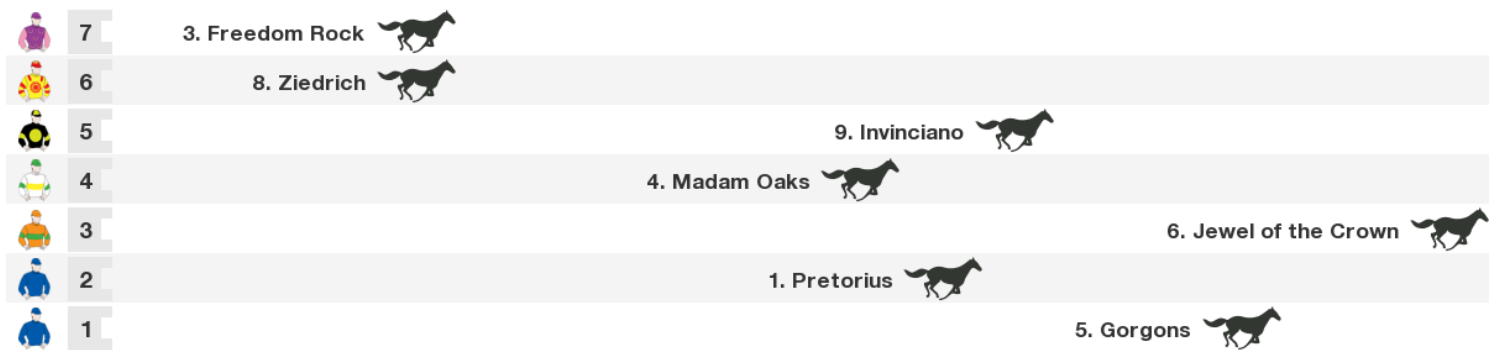 7 3. Freedom Rock
6 8. Ziedrich
5 9. Invinciano
4 4. Madam Oaks
3 6. Jewel of the Crown
2 1. Pretorius
1 5. Gorgons